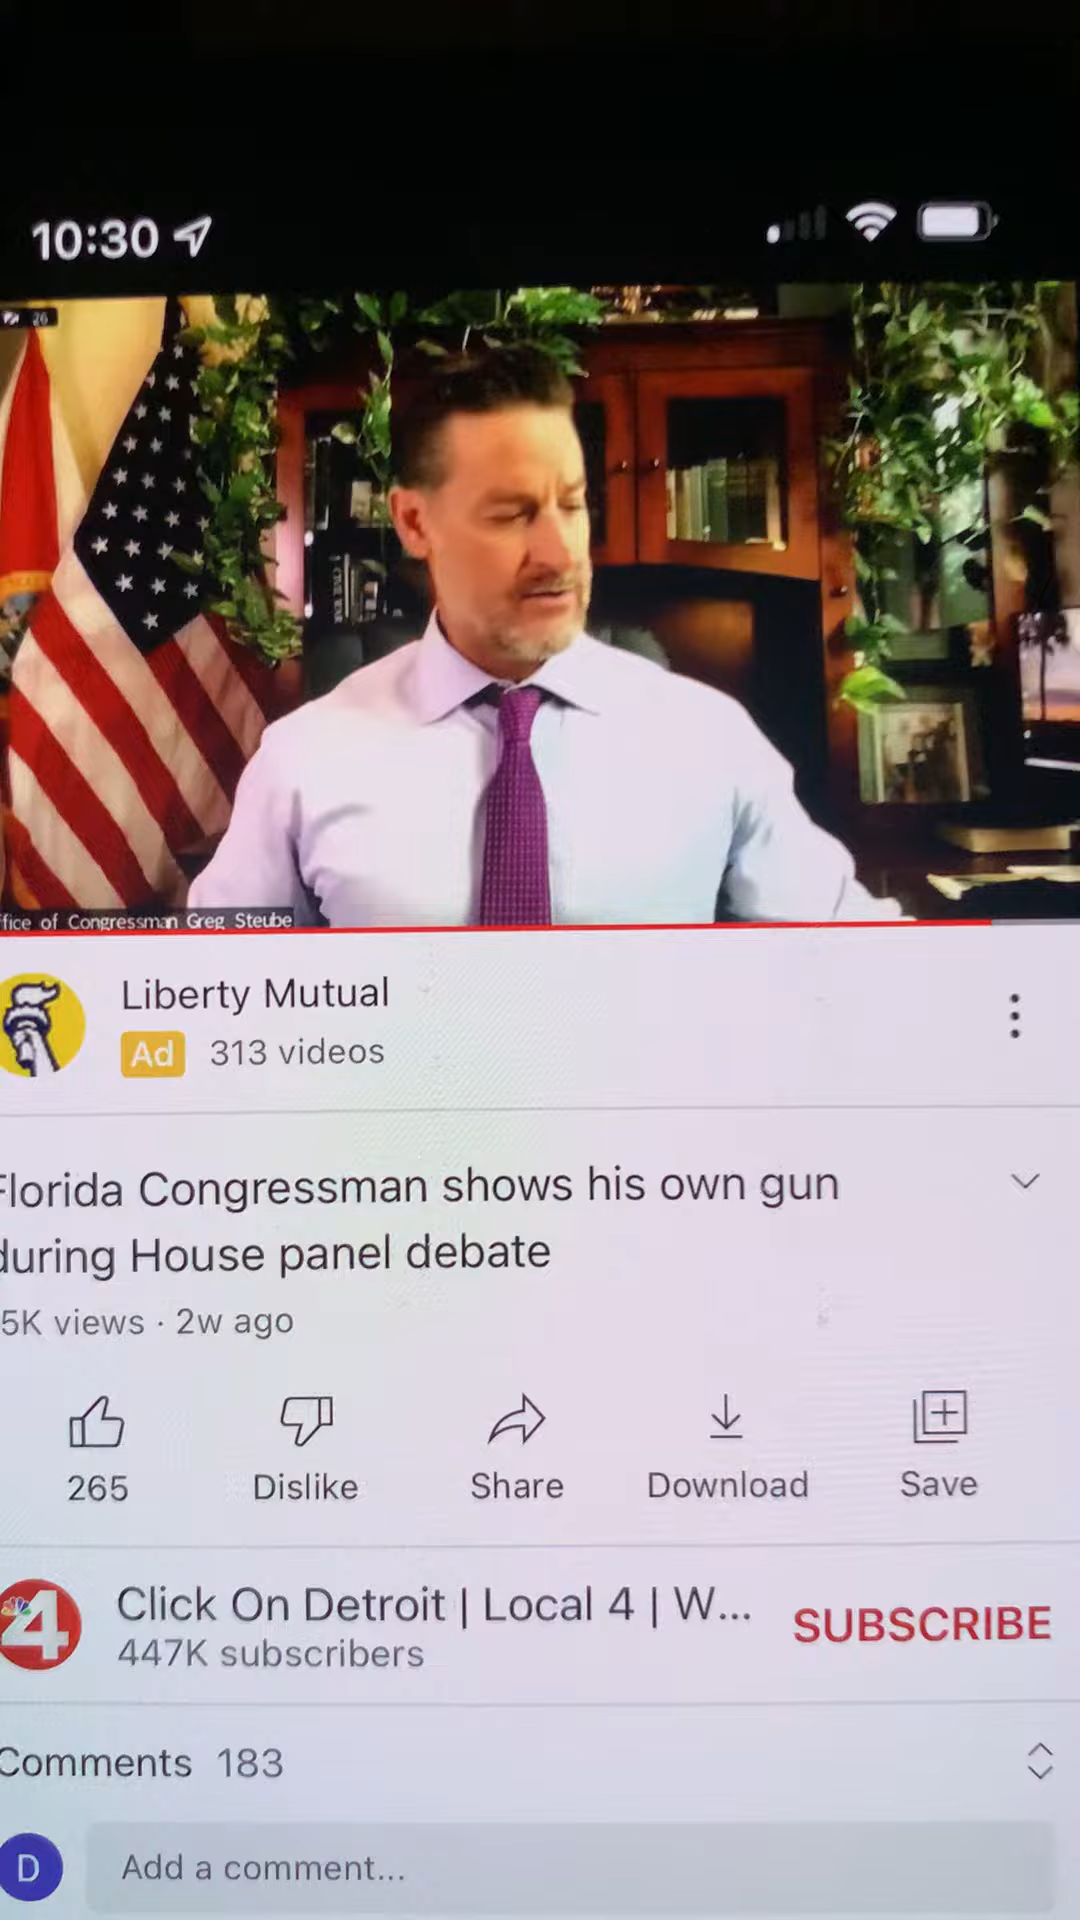 10:30
26
fice of Congressman Greg Steube
Liberty Mutual
Ad 313 videos
Florida Congressman shows his own gun
during House panel debate
5K views · 2w ago
265
Dislike
Share
Download
Save
4
Click On Detroit | Local 4 | W...
447K subscribers
SUBSCRIBE
Comments 183
D
Add a comment...